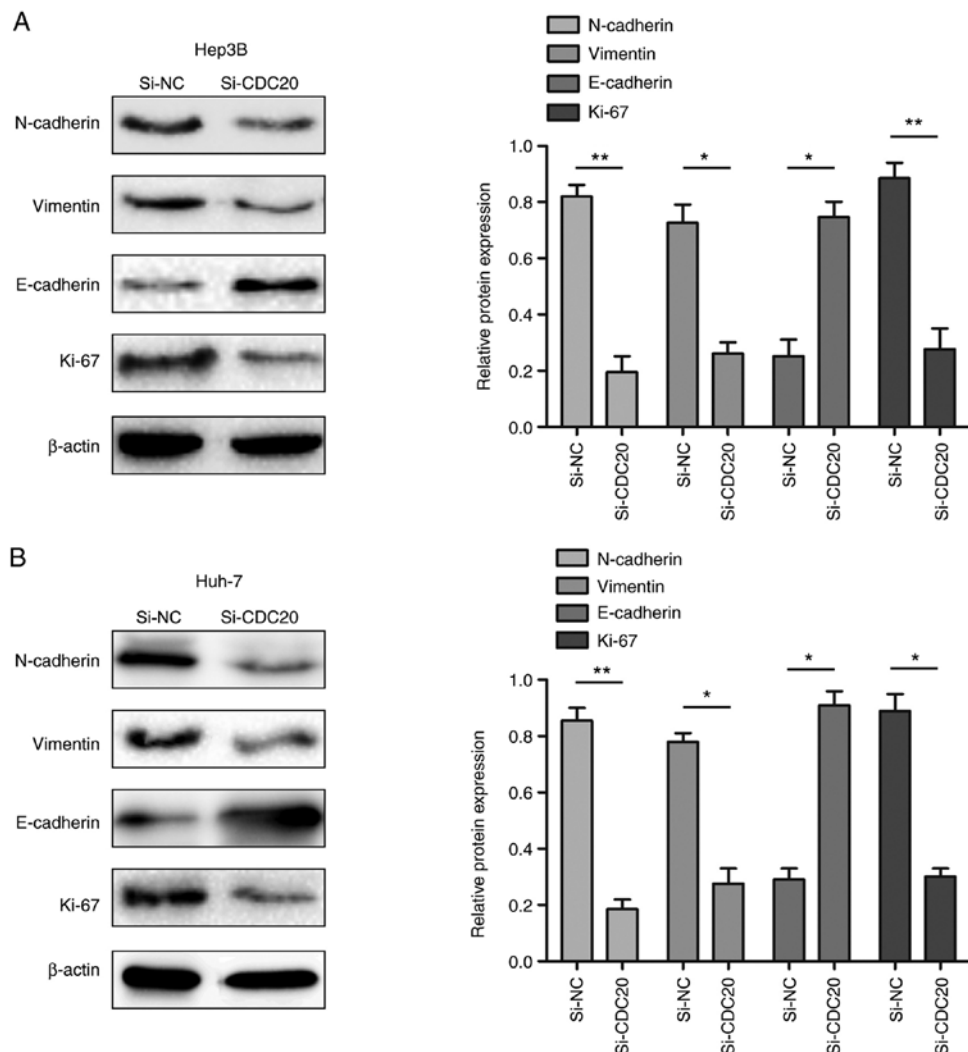 A
Hep3B
Si-NC Si-CDC20
N-cadherin
Vimentin
E-cadherin
Ki-67
β-actin
N-cadherin
Vimentin
E-cadherin
Ki-67
** * * **
Relative protein expression
1.0
0.8
0.6
0.4
0.2
0.0
Si-NC Si-CDC20 Si-NC Si-CDC20 Si-NC Si-CDC20 Si-NC Si-CDC20
B
Huh-7
Si-NC Si-CDC20
N-cadherin
Vimentin
E-cadherin
Ki-67
β-actin
N-cadherin
Vimentin
E-cadherin
Ki-67
** * * *
Relative protein expression
1.0
0.8
0.6
0.4
0.2
0.0
Si-NC Si-CDC20 Si-NC Si-CDC20 Si-NC Si-CDC20 Si-NC Si-CDC20